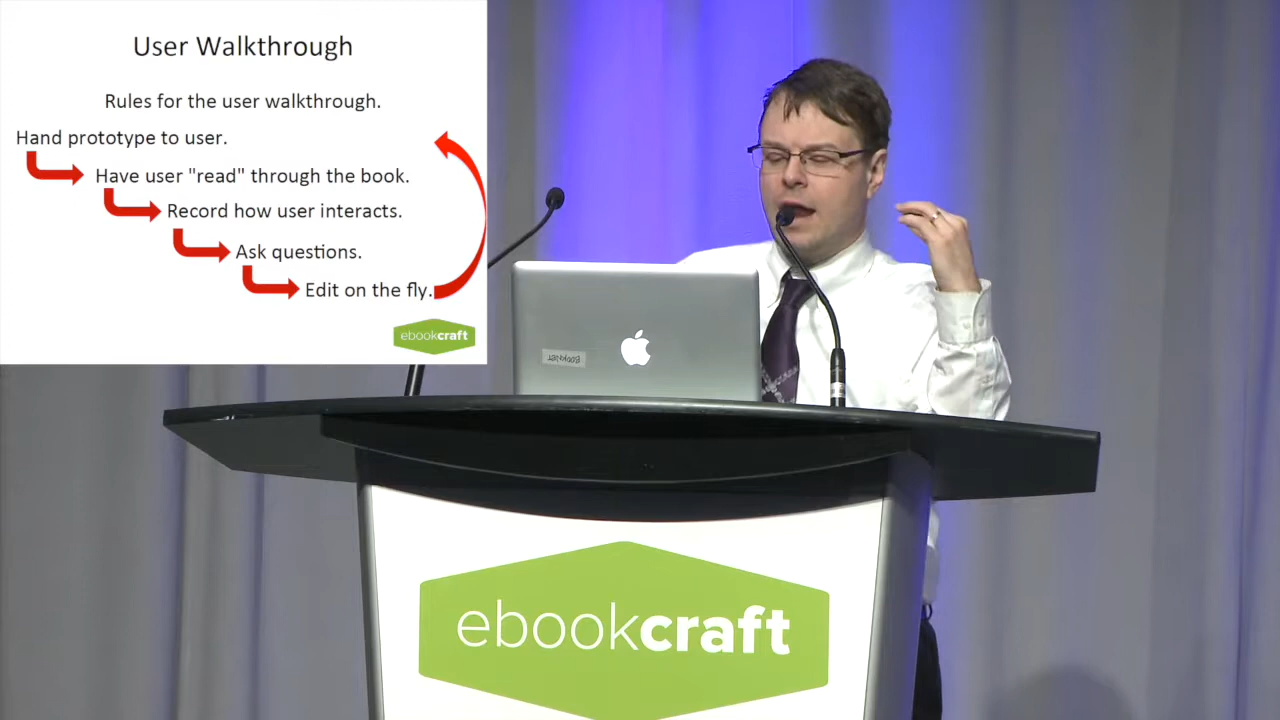 User Walkthrough
Rules for the user walkthrough.
Hand prototype to user.
Have user "read" through the book.
Record how user interacts.
Ask questions.
Edit on the fly.
ebookcraft
BookNet
ebookcraft